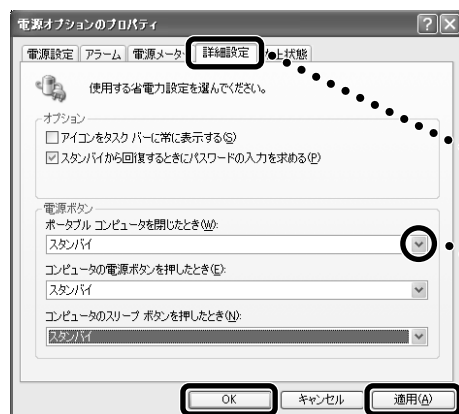 電源オプションのプロパティ
電源設定 アラーム 電源メータ 詳細設定 止状態
使用する省電力設定を選んでください。
オプション
アイコンをタスク バーに常に表示する(S)
スタンバイから回復するときにパスワードの入力を求める(P)
電源ボタン
ポータブル コンピュータを閉じたとき(W):
スタンバイ
コンピュータの電源ボタンを押したとき(E):
スタンバイ
コンピュータのスリープ ボタンを押したとき(N):
スタンバイ
OK キャンセル 適用(A)